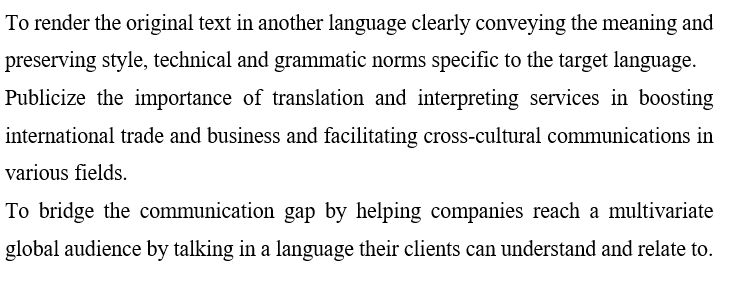 To render the original text in another language clearly conveying the meaning and
preserving style, technical and grammatic norms specific to the target language.
Publicize the importance of translation and interpreting services in boosting
international trade and business and facilitating cross-cultural communications in
various fields.
To bridge the communication gap by helping companies reach a multivariate
global audience by talking in a language their clients can understand and relate to.